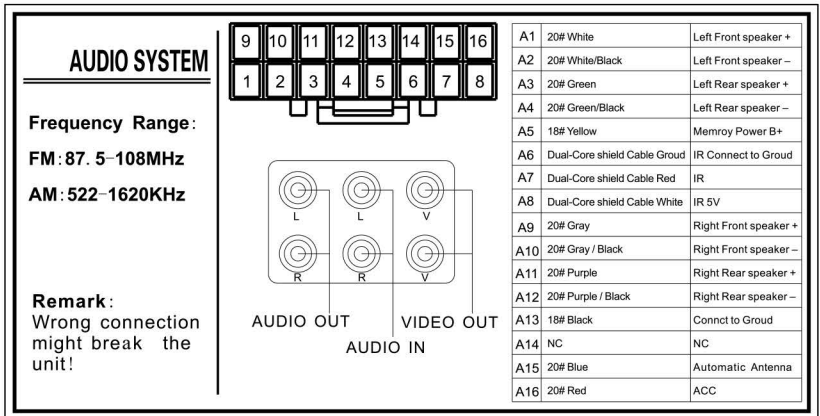 AUDIO SYSTEM
Frequency Range:
FM:87.5-108MHz
AM:522-1620KHz
Remark:
Wrong connection
might break the
unit!
9 10 11 12 13 14 15 16
1 2 3 4 5 6 7 8
L L V
R R V
AUDIO OUT VIDEO OUT
AUDIO IN
A1 20# White Left Front speaker +
A2 20# White/Black Left Front speaker –
A3 20# Green Left Rear speaker +
A4 20# Green/Black Left Rear speaker –
A5 18# Yellow Memroy Power B+
A6 Dual-Core shield Cable Groud IR Connect to Groud
A7 Dual-Core shield Cable Red IR
A8 Dual-Core shield Cable White IR 5V
A9 20# Gray Right Front speaker +
A10 20# Gray / Black Right Front speaker –
A11 20# Purple Right Rear speaker +
A12 20# Purple / Black Right Rear speaker –
A13 18# Black Connct to Groud
A14 NC NC
A15 20# Blue Automatic Antenna
A16 20# Red ACC